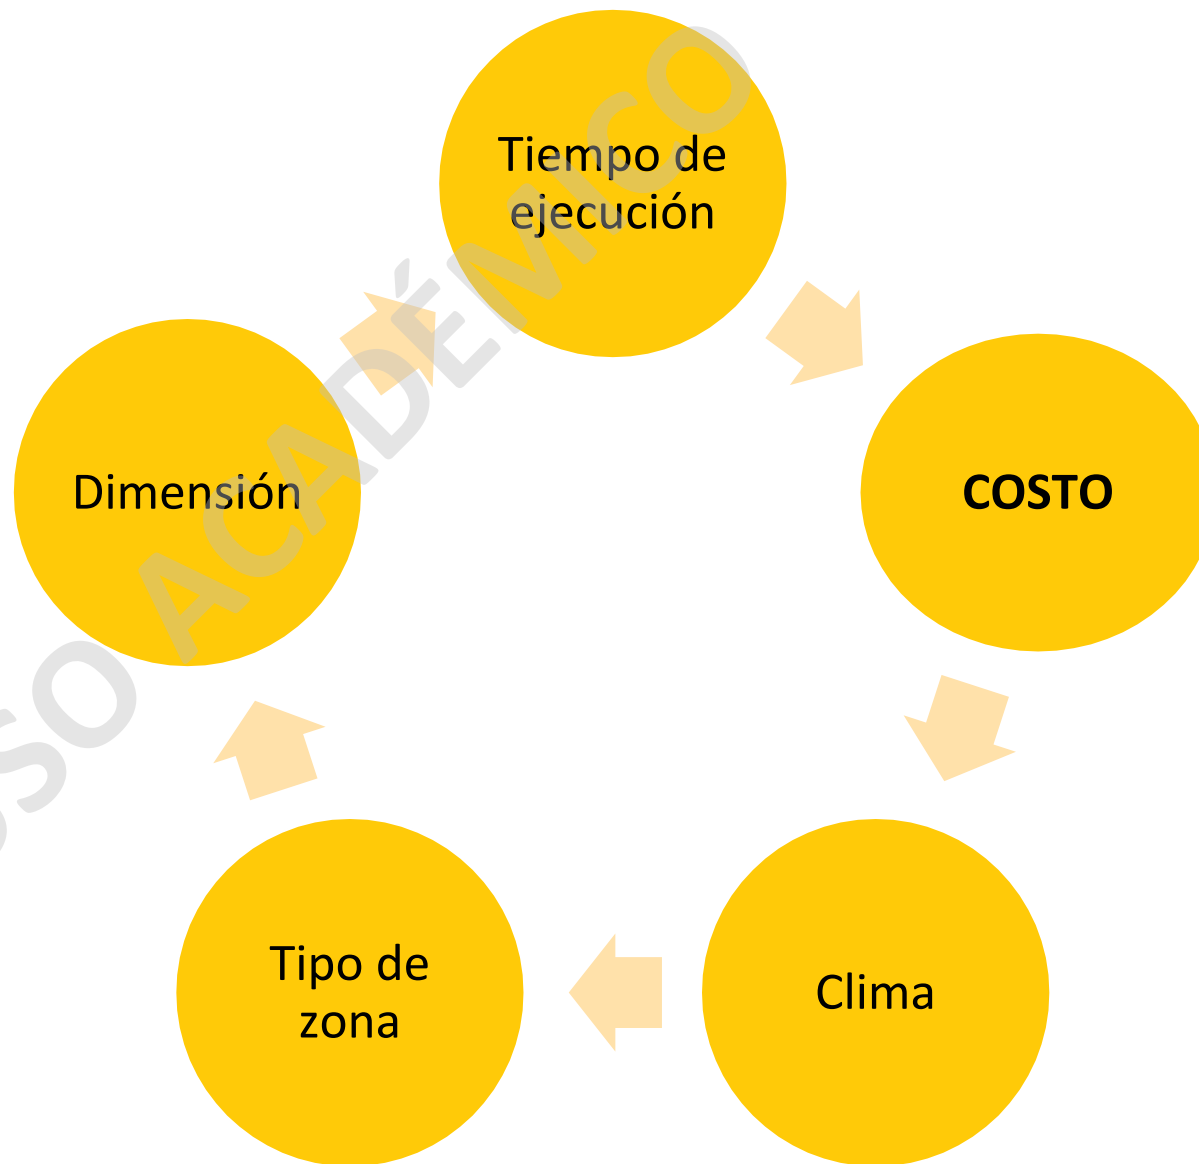 Tiempo de
ejecución
COSTO
Clima
Tipo de
zona
Dimensión
USO ACADÉMICO